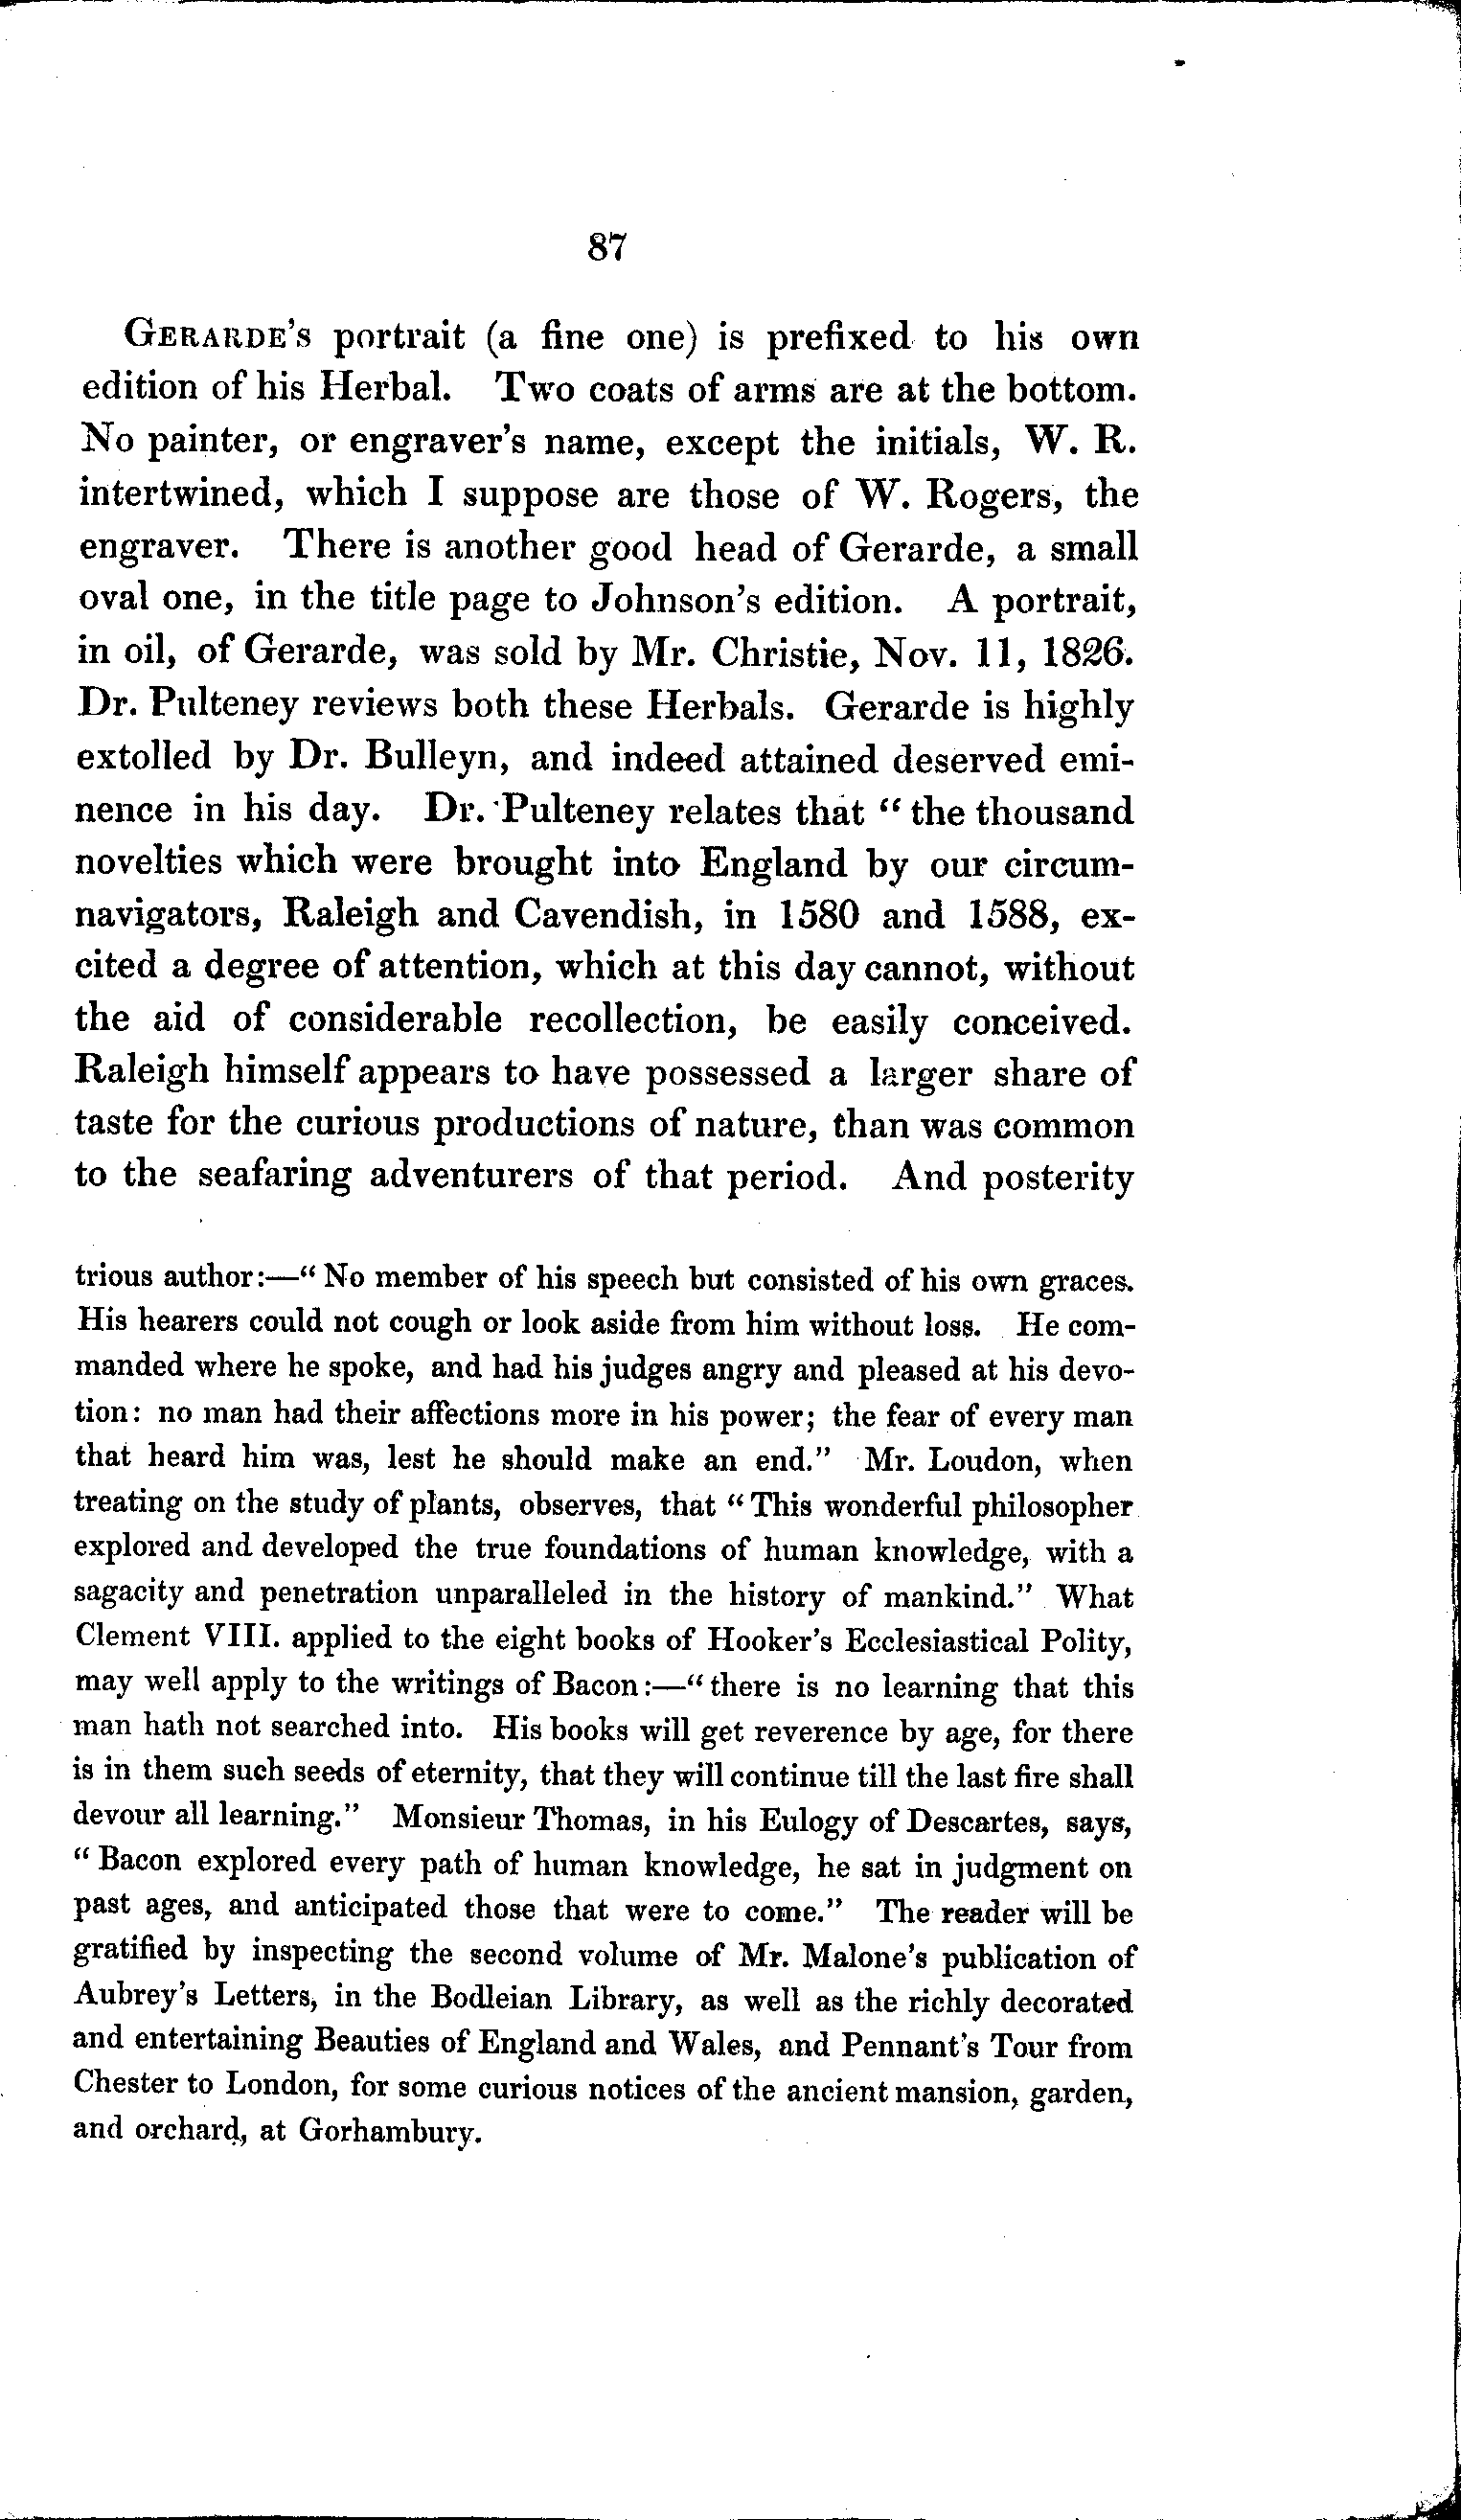 87
GERARDE's portrait (a fine one) is prefixed to his own
edition of his Herbal. Two coats of arms are at the bottom.
No painter, or engraver's name, except the initials, W. R.
intertwined, which I suppose are those of W. Rogers, the
engraver. There is another good head of Gerarde, a small
oval one, in the title page to Johnson's edition. A portrait,
in oil, of Gerarde, was sold by Mr. Christie, Nov. 11, 1826.
Dr. Pulteney reviews both these Herbals. Gerarde is highly
extolled by Dr. Bulleyn, and indeed attained deserved emi-
nence in his day. Dr. Pulteney relates that "the thousand
novelties which were brought into England by our circum-
navigators, Raleigh and Cavendish, in 1580 and 1588, ex-
cited a degree of attention, which at this day cannot, without
the aid of considerable recollection, be easily conceived.
Raleigh himself appears to have possessed a larger share of
taste for the curious productions of nature, than was common
to the seafaring adventurers of that period. And posterity
trious author:—"No member of his speech but consisted of his own graces.
His hearers could not cough or look aside from him without loss. He com-
manded where he spoke, and had his judges angry and pleased at his devo-
tion: no man had their affections more in his power; the fear of every man
that heard him was, lest he should make an end." Mr. Loudon, when
treating on the study of plants, observes, that "This wonderful philosopher
explored and developed the true foundations of human knowledge, with a
sagacity and penetration unparalleled in the history of mankind." What
Clement VIII. applied to the eight books of Hooker's Ecclesiastical Polity,
may well apply to the writings of Bacon:—"there is no learning that this
man hath not searched into. His books will get reverence by age, for there
is in them such seeds of eternity, that they will continue till the last fire shall
devour all learning." Monsieur Thomas, in his Eulogy of Descartes, says,
"Bacon explored every path of human knowledge, he sat in judgment on
past ages, and anticipated those that were to come." The reader will be
gratified by inspecting the second volume of Mr. Malone's publication of
Aubrey's Letters, in the Bodleian Library, as well as the richly decorated
and entertaining Beauties of England and Wales, and Pennant's Tour from
Chester to London, for some curious notices of the ancient mansion, garden,
and orchard, at Gorhambury.